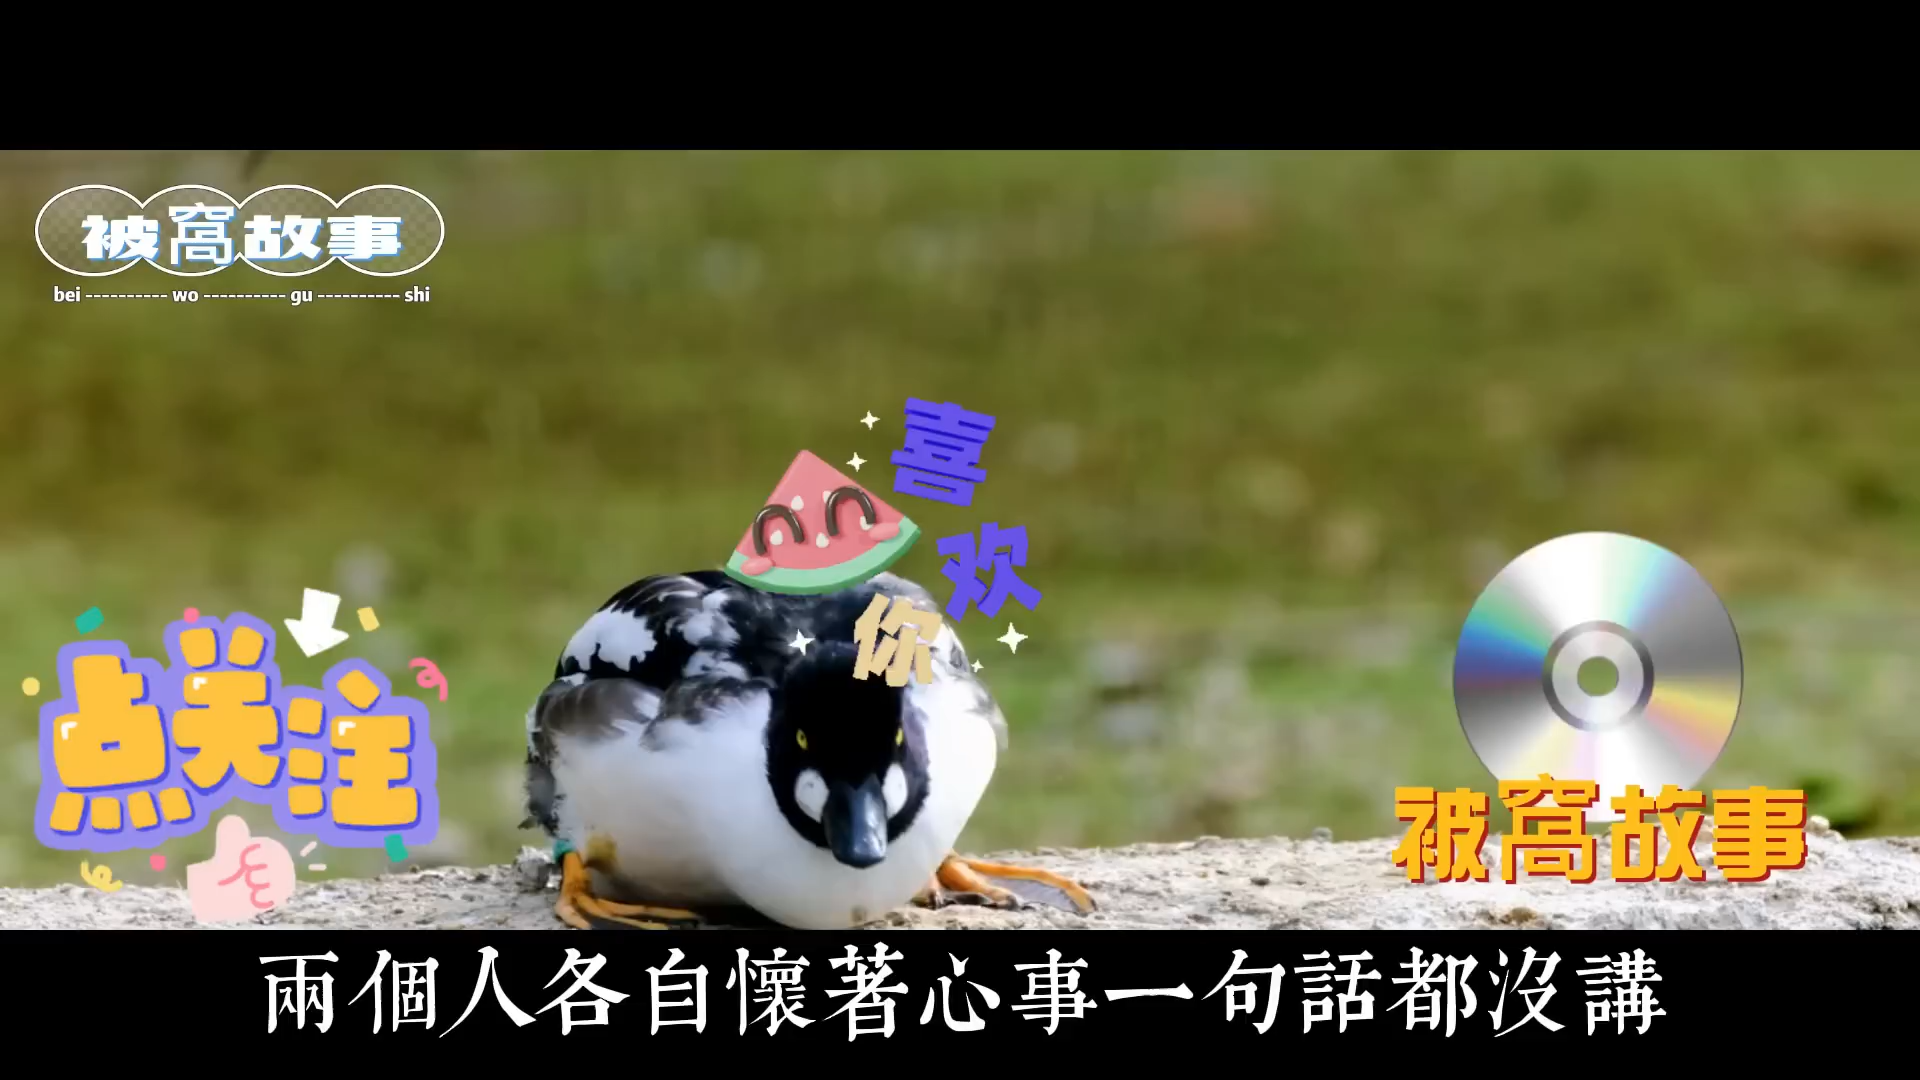 被窩故事
bei ---------- wo ---------- gu ---------- shi
喜
欢
你
点关注
被窩故事
兩個人各自懷著心事一句話都沒講